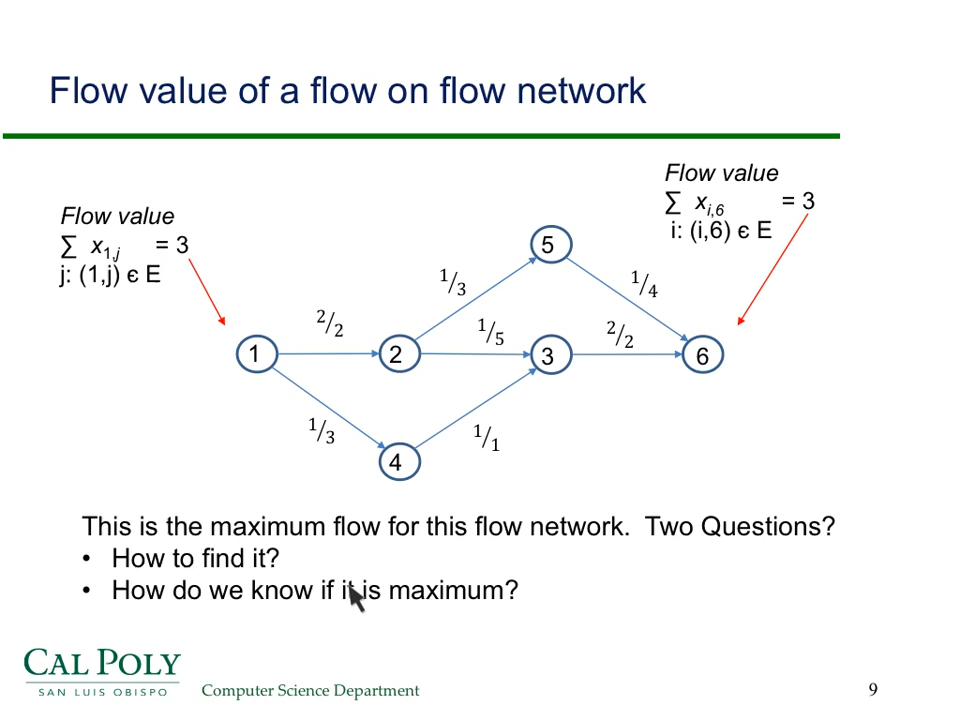 Flow value of a flow on flow network
Flow value
∑ x1,j = 3
j: (1,j) є E
Flow value
∑ xi,6 = 3
i: (i,6) є E
5
1/3
1/4
2/2
1/5
2/2
1
2
3
6
1/3
1/1
4
This is the maximum flow for this flow network. Two Questions?
• How to find it?
• How do we know if it is maximum?
CAL POLY
SAN LUIS OBISPO
Computer Science Department
9